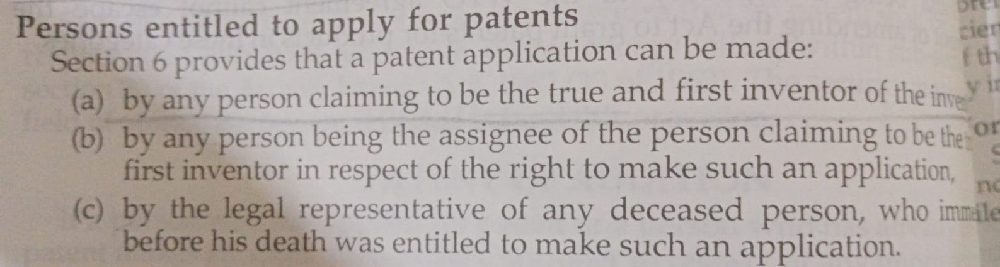 Persons entitled to apply for patents
Section 6 provides that a patent application can be made:
(a) by any person claiming to be the true and first inventor of the inve
(b) by any person being the assignee of the person claiming to be the
first inventor in respect of the right to make such an application,
(c) by the legal representative of any deceased person, who imm
before his death was entitled to make such an application.